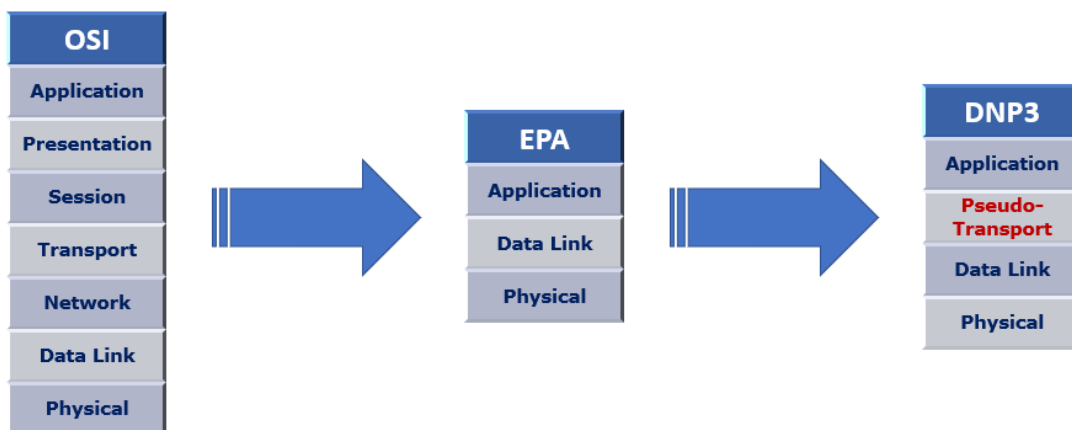 OSI
Application
Presentation
Session
Transport
Network
Data Link
Physical
EPA
Application
Data Link
Physical
DNP3
Application
Pseudo-
Transport
Data Link
Physical